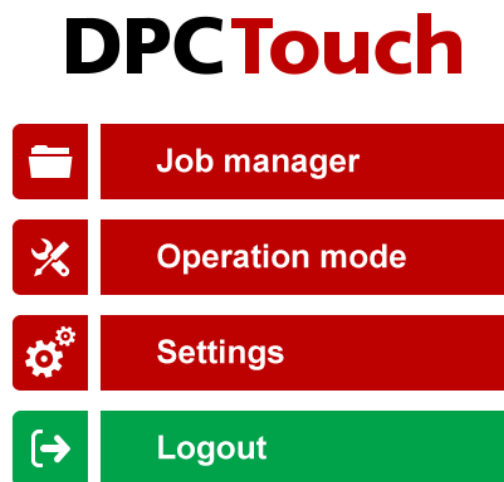 DPCTouch
Job manager
Operation mode
Settings
Logout